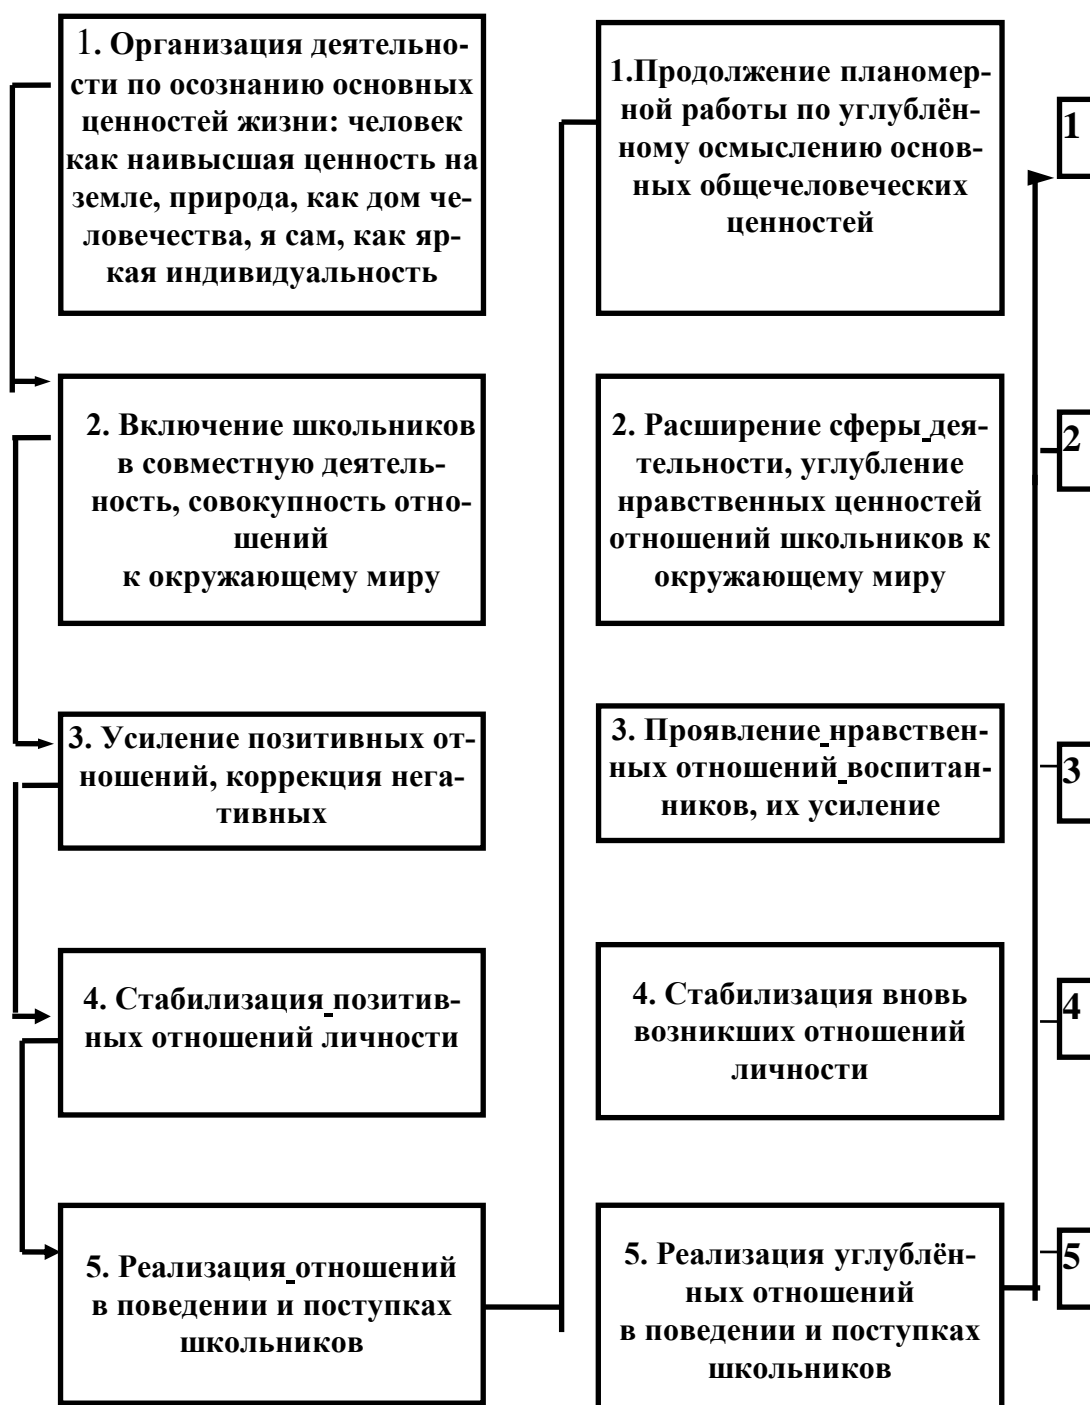 1. Организация деятельно-
сти по осознанию основных
ценностей жизни: человек
как наивысшая ценность на
земле, природа, как дом че-
ловечества, я сам, как яр-
кая индивидуальность
2. Включение школьников
в совместную деятель-
ность, совокупность отно-
шений
к окружающему миру
3. Усиление позитивных от-
ношений, коррекция нега-
тивных
4. Стабилизация позитив-
ных отношений личности
5. Реализация отношений
в поведении и поступках
школьников
1.Продолжение планомер-
ной работы по углублён-
ному осмыслению основ-
ных общечеловеческих
ценностей
2. Расширение сферы дея-
тельности, углубление
нравственных ценностей
отношений школьников к
окружающему миру
3. Проявление нравствен-
ных отношений воспитан-
ников, их усиление
4. Стабилизация вновь
возникших отношений
личности
5. Реализация углублён-
ных отношений
в поведении и поступках
школьников
1
2
3
4
5